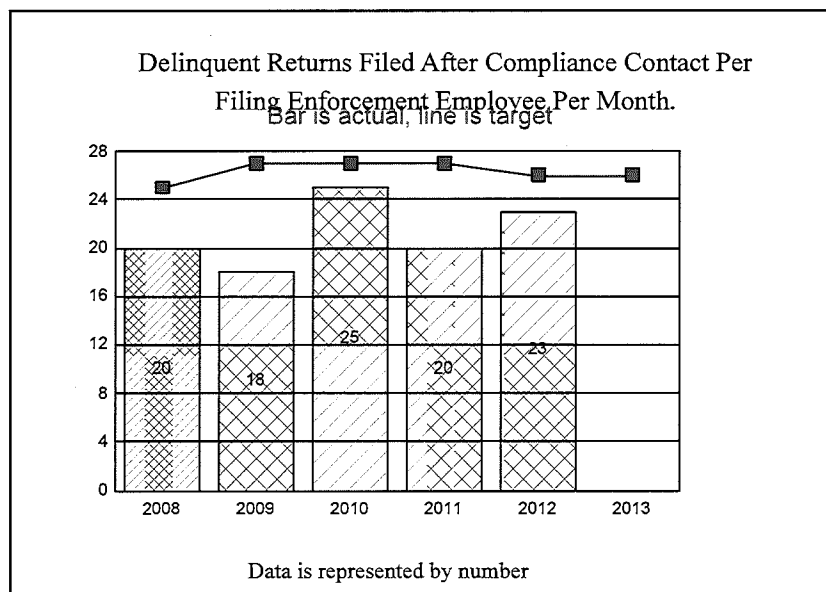 Delinquent Returns Filed After Compliance Contact Per
Filing Enforcement Employee Per Month.
Bar is actual, line is target
28
24
20
16
12
8
4
0
20
18
25
20
23
2008 2009 2010 2011 2012 2013
Data is represented by number